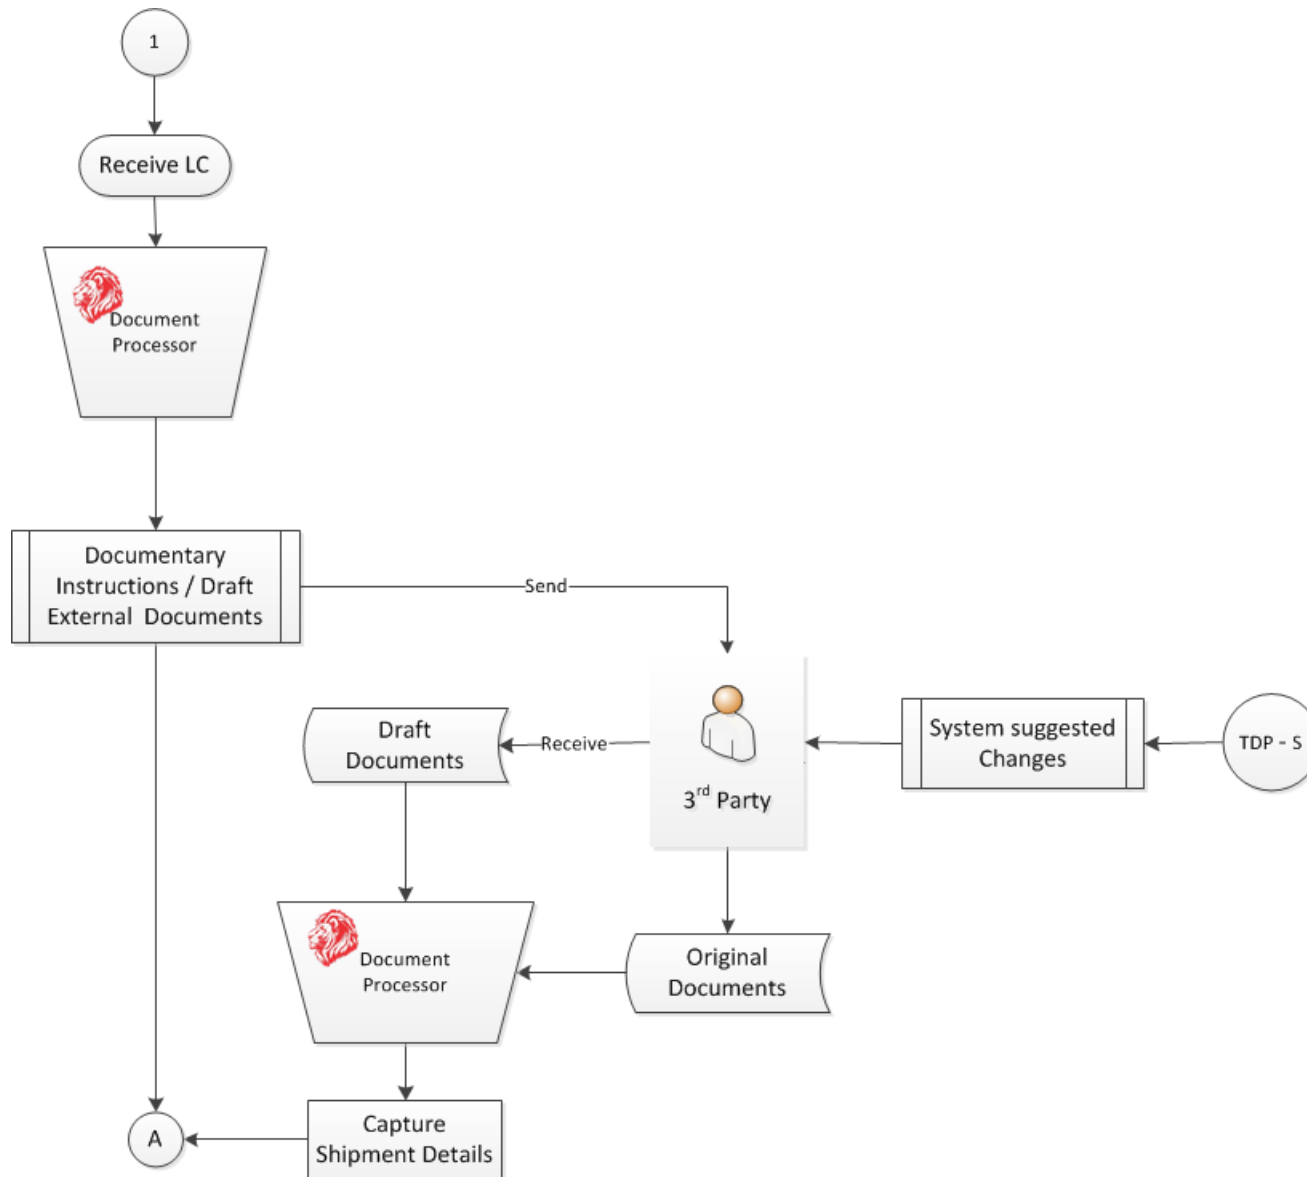 1
Receive LC
Document
Processor
Documentary
Instructions / Draft
External Documents
Send
Draft
Documents
Receive
3rd Party
System suggested
Changes
TDP - S
Document
Processor
Original
Documents
A
Capture
Shipment Details